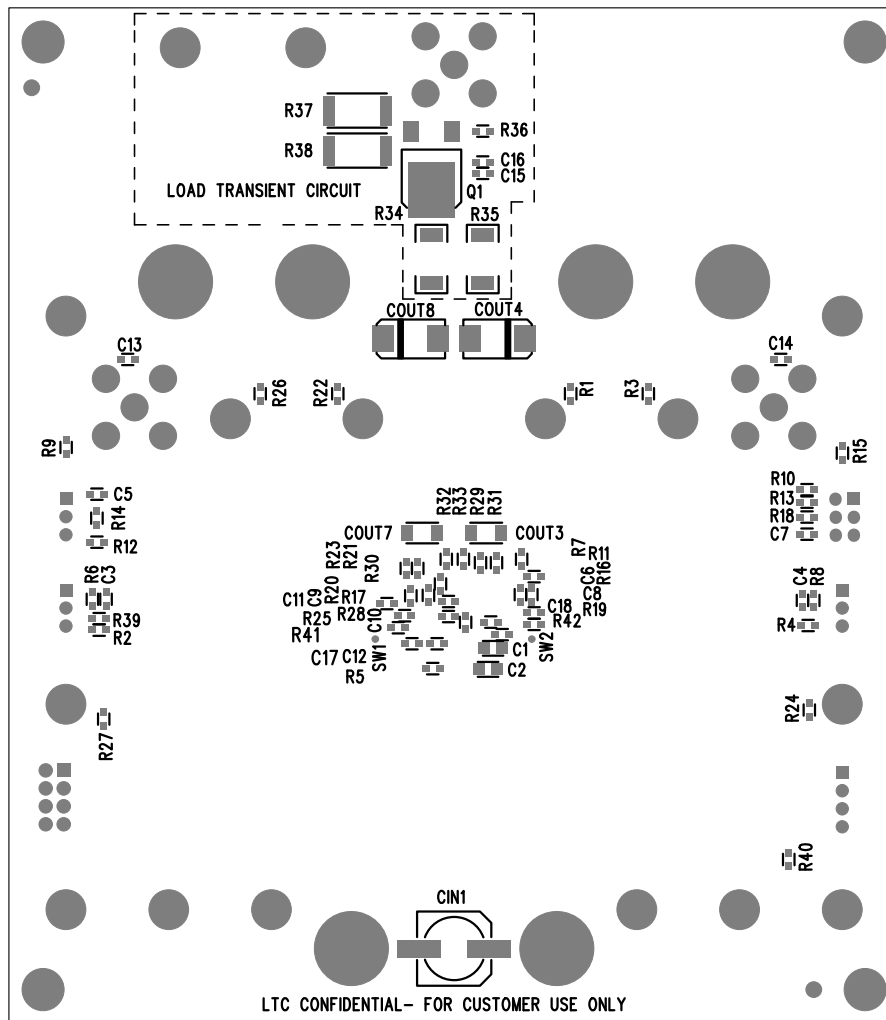 R37
R36
R38
C16
C15
LOAD TRANSIENT CIRCUIT
Q1
R34
R35
COUT8
COUT4
C13
C14
R26
R22
R1
R3
R9
R15
C5
R14
R12
R10
R13
R18
C7
R32
R33
R29
R31
COUT7
COUT3
R23
R21
R30
R7
R11
C6
R16
R6
C3
C11
C9
R20
R17
C8
R19
C4
R8
R39
R2
R25
R28
C10
C18
R42
R4
R41
C17
C12
SW1
C1
SW2
R5
C2
R24
R27
R40
CIN1
LTC CONFIDENTIAL- FOR CUSTOMER USE ONLY